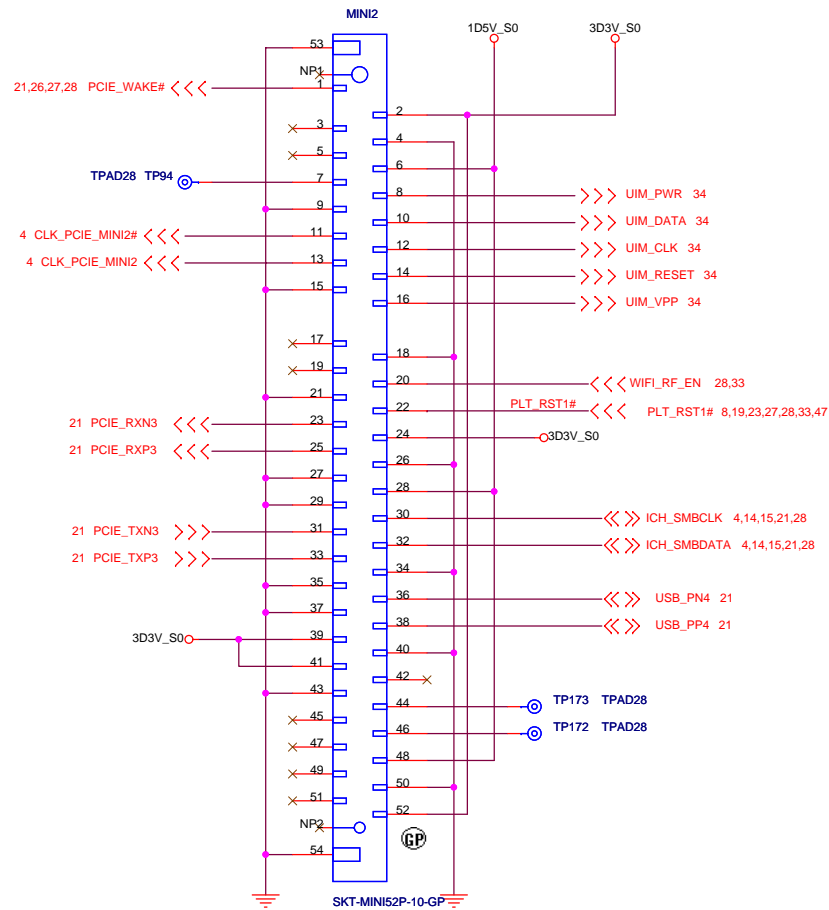 MINI2
1D5V_S0
3D3V_S0
53
NP1
21,26,27,28 PCIE_WAKE#
1
2
3
4
5
6
TPAD28 TP94
7
8
UIM_PWR 34
9
10
UIM_DATA 34
4 CLK_PCIE_MINI2#
11
12
UIM_CLK 34
4 CLK_PCIE_MINI2
13
14
UIM_RESET 34
15
16
UIM_VPP 34
17
18
19
20
WIFI_RF_EN 28,33
21
22
PLT_RST1#
PLT_RST1# 8,19,23,27,28,33,47
21 PCIE_RXN3
23
24
3D3V_S0
21 PCIE_RXP3
25
26
27
28
29
30
ICH_SMBCLK 4,14,15,21,28
21 PCIE_TXN3
31
32
ICH_SMBDATA 4,14,15,21,28
21 PCIE_TXP3
33
34
35
36
USB_PN4 21
37
38
USB_PP4 21
3D3V_S0
39
40
41
42
43
44
TP173 TPAD28
45
46
TP172 TPAD28
47
48
49
50
51
52
NP2
GP
54
SKT-MINI52P-10-GP